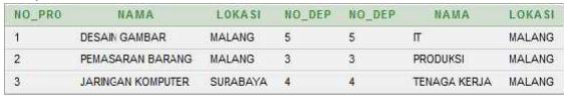 NO_PRO NAMA LOKASI NO_DEP NO_DEP NAMA LOKASI
1 DESAIN GAMBAR MALANG 5 5 IT MALANG
2 PEMASARAN BARANG MALANG 3 3 PRODUKSI MALANG
3 JARINGAN KOMPUTER SURABAYA 4 4 TENAGA KERJA MALANG